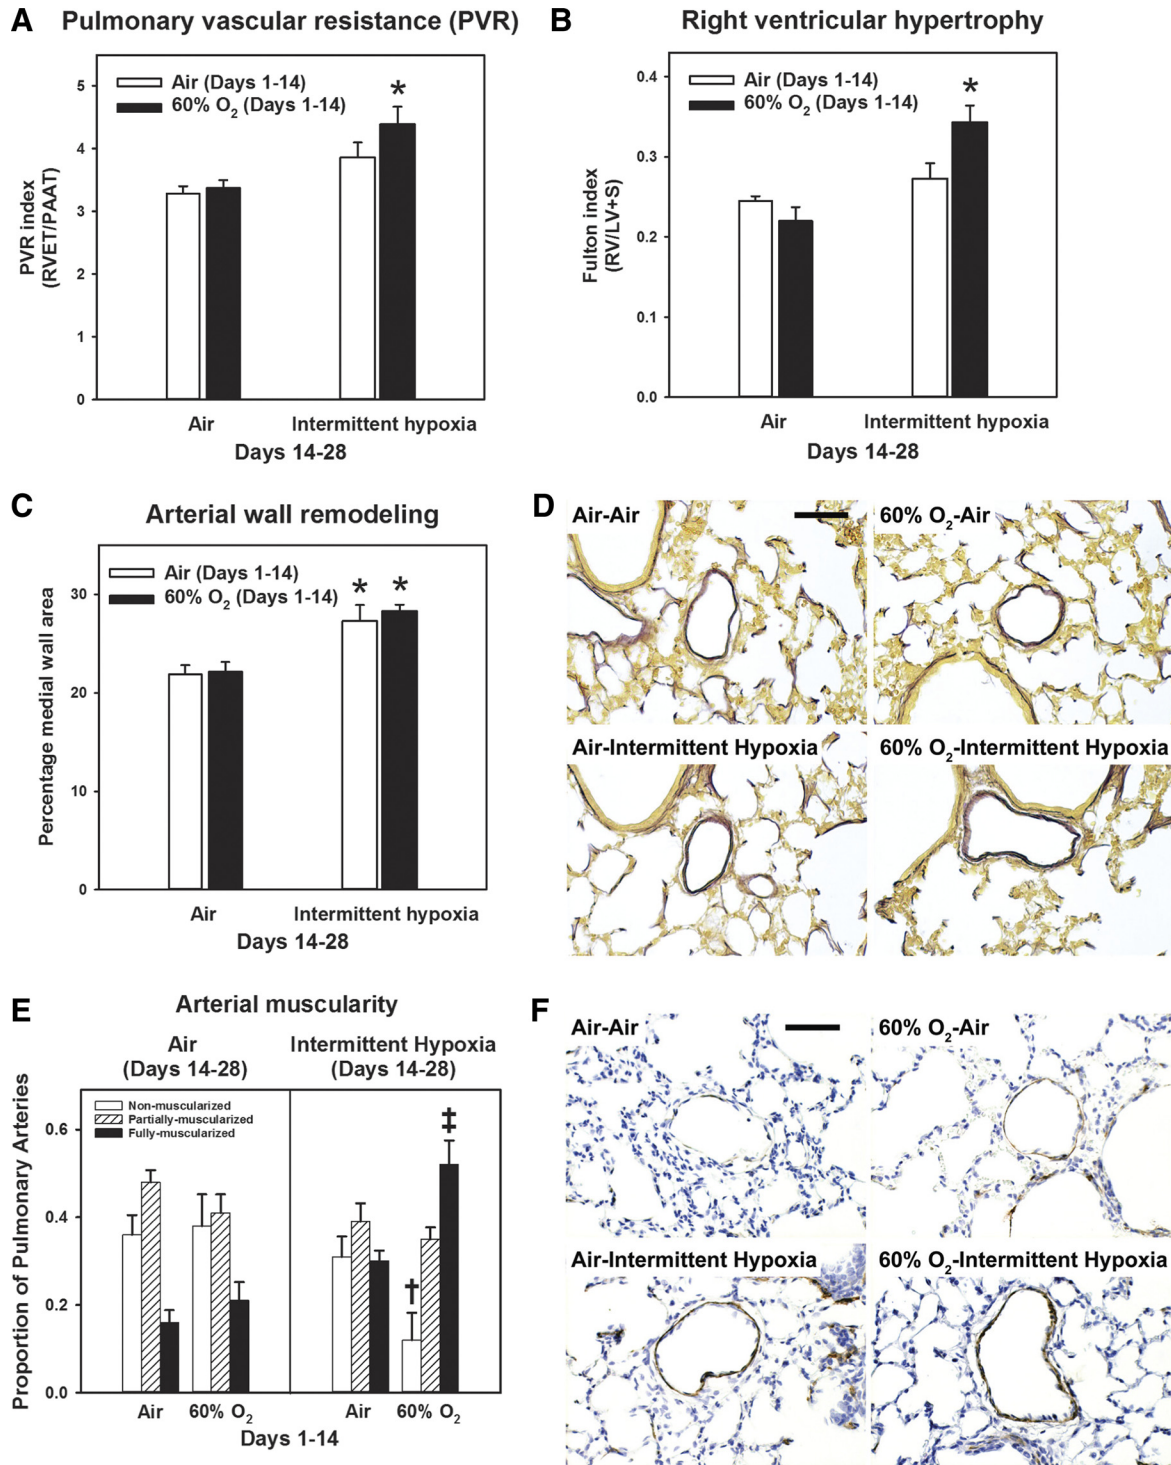 A
Pulmonary vascular resistance (PVR)
PVR index
(RVET/PAAT)
5
4
3
2
1
0
Air (Days 1-14)
60% O2 (Days 1-14)
*
Air
Intermittent hypoxia
Days 14-28
B
Right ventricular hypertrophy
Fulton index
(RV/LV+S)
0.4
0.3
0.2
0.1
0.0
Air (Days 1-14)
60% O2 (Days 1-14)
*
Air
Intermittent hypoxia
Days 14-28
C
Arterial wall remodeling
Percentage medial wall area
30
20
10
0
Air (Days 1-14)
60% O2 (Days 1-14)
* *
Air
Intermittent hypoxia
Days 14-28
D
Air-Air
60% O2-Air
Air-Intermittent Hypoxia
60% O2-Intermittent Hypoxia
E
Arterial muscularity
Air
(Days 14-28)
Intermittent Hypoxia
(Days 14-28)
Proportion of Pulmonary Arteries
0.6
0.4
0.2
0.0
Non-muscularized
Partially-muscularized
Fully-muscularized
†
‡
Air
60% O2
Air
60% O2
Days 1-14
F
Air-Air
60% O2-Air
Air-Intermittent Hypoxia
60% O2-Intermittent Hypoxia